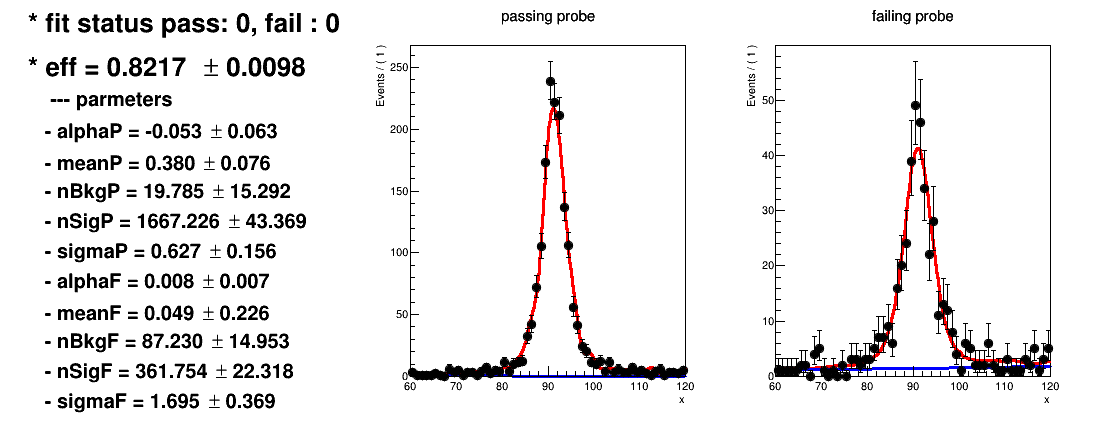 * fit status pass: 0, fail : 0
* eff = 0.8217 ± 0.0098
--- parmeters
- alphaP = -0.053 ± 0.063
- meanP = 0.380 ± 0.076
- nBkgP = 19.785 ± 15.292
- nSigP = 1667.226 ± 43.369
- sigmaP = 0.627 ± 0.156
- alphaF = 0.008 ± 0.007
- meanF = 0.049 ± 0.226
- nBkgF = 87.230 ± 14.953
- nSigF = 361.754 ± 22.318
- sigmaF = 1.695 ± 0.369
passing probe
Events / ( 1 )
250
200
150
100
50
0
60 70 80 90 100 110 120
x
failing probe
Events / ( 1 )
50
40
30
20
10
0
60 70 80 90 100 110 120
x